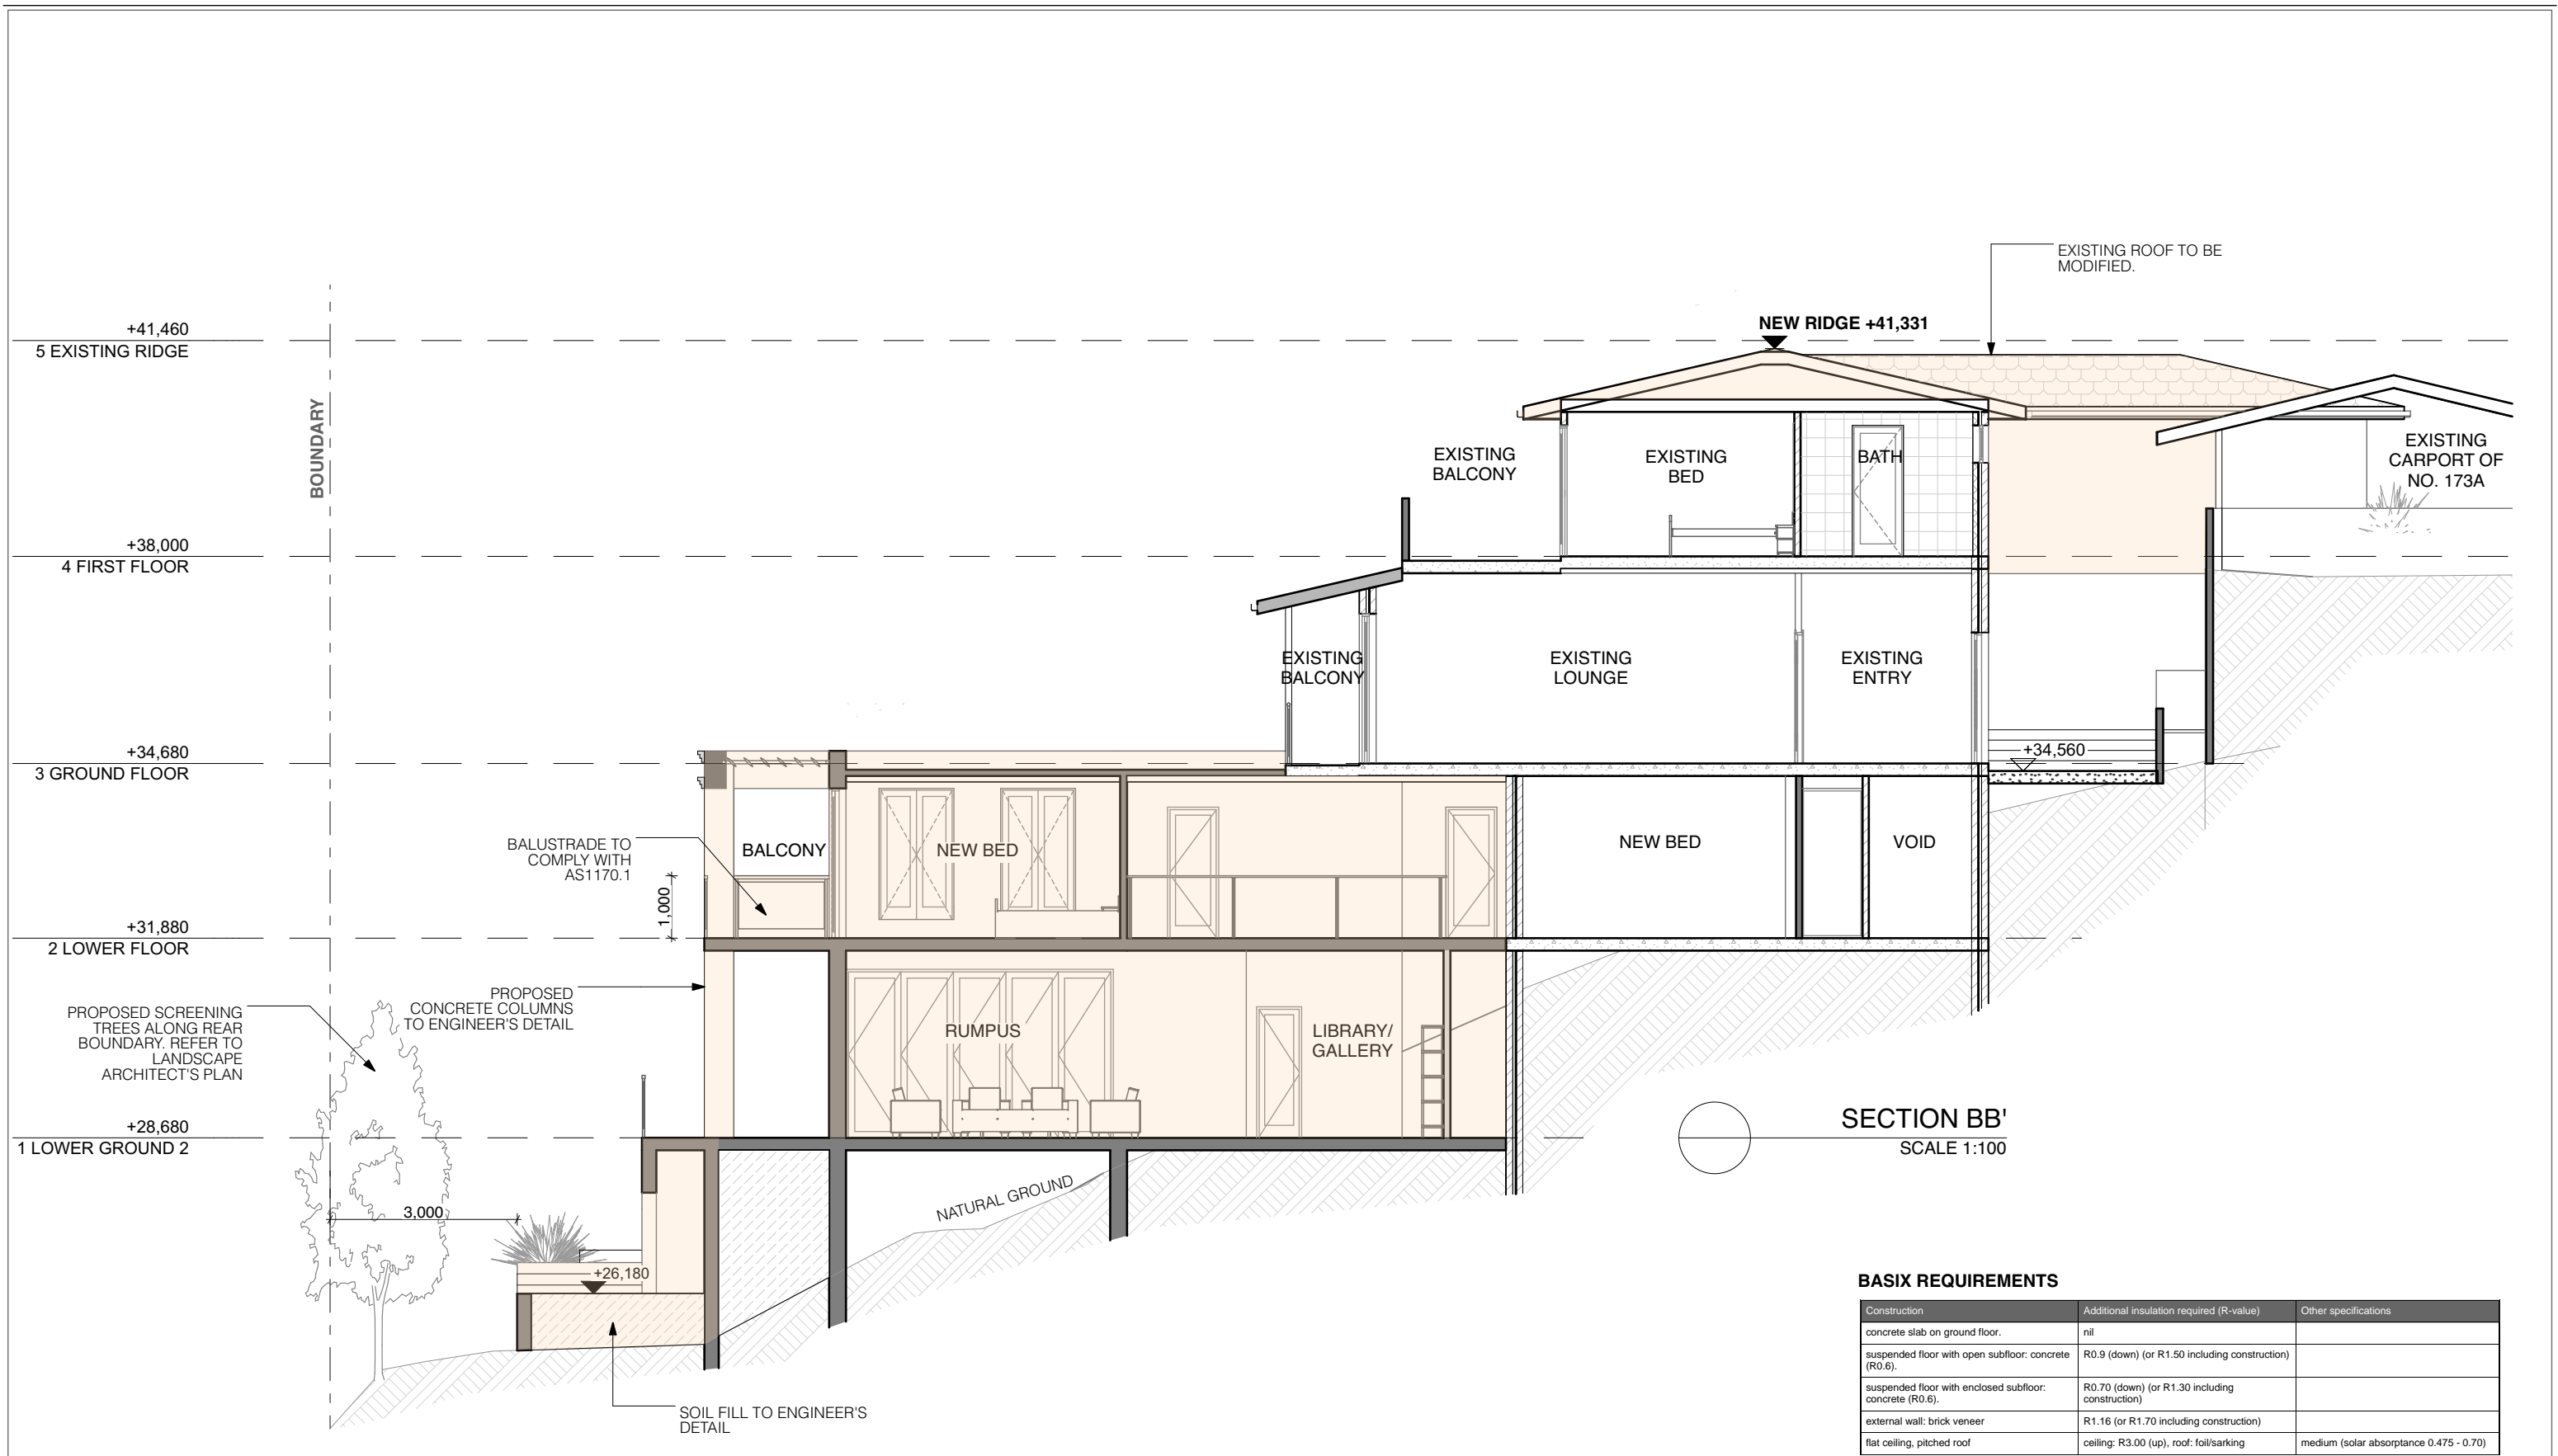 EXISTING ROOF TO BE
MODIFIED.
NEW RIDGE +41,331
+41,460
5 EXISTING RIDGE
BOUNDARY
EXISTING
BALCONY
EXISTING
BED
BATH
EXISTING
CARPORT OF
NO. 173A
+38,000
4 FIRST FLOOR
EXISTING
BALCONY
EXISTING
LOUNGE
EXISTING
ENTRY
+34,680
3 GROUND FLOOR
+34,560
BALUSTRADE TO
COMPLY WITH
AS1170.1
1,000
BALCONY
NEW BED
NEW BED
VOID
+31,880
2 LOWER FLOOR
PROPOSED SCREENING
TREES ALONG REAR
BOUNDARY. REFER TO
LANDSCAPE
ARCHITECT'S PLAN
PROPOSED
CONCRETE COLUMNS
TO ENGINEER'S DETAIL
RUMPUS
LIBRARY/
GALLERY
+28,680
1 LOWER GROUND 2
SECTION BB'
SCALE 1:100
NATURAL GROUND
3,000
+26,180
SOIL FILL TO ENGINEER'S
DETAIL
BASIX REQUIREMENTS
Construction Additional insulation required (R-value) Other specifications
concrete slab on ground floor. nil
suspended floor with open subfloor: concrete R0.9 (down) (or R1.50 including construction)
(R0.6).
suspended floor with enclosed subfloor: R0.70 (down) (or R1.30 including
concrete (R0.6). construction)
external wall: brick veneer R1.16 (or R1.70 including construction)
flat ceiling, pitched roof ceiling: R3.00 (up), roof: foil/sarking medium (solar absorptance 0.475 - 0.70)